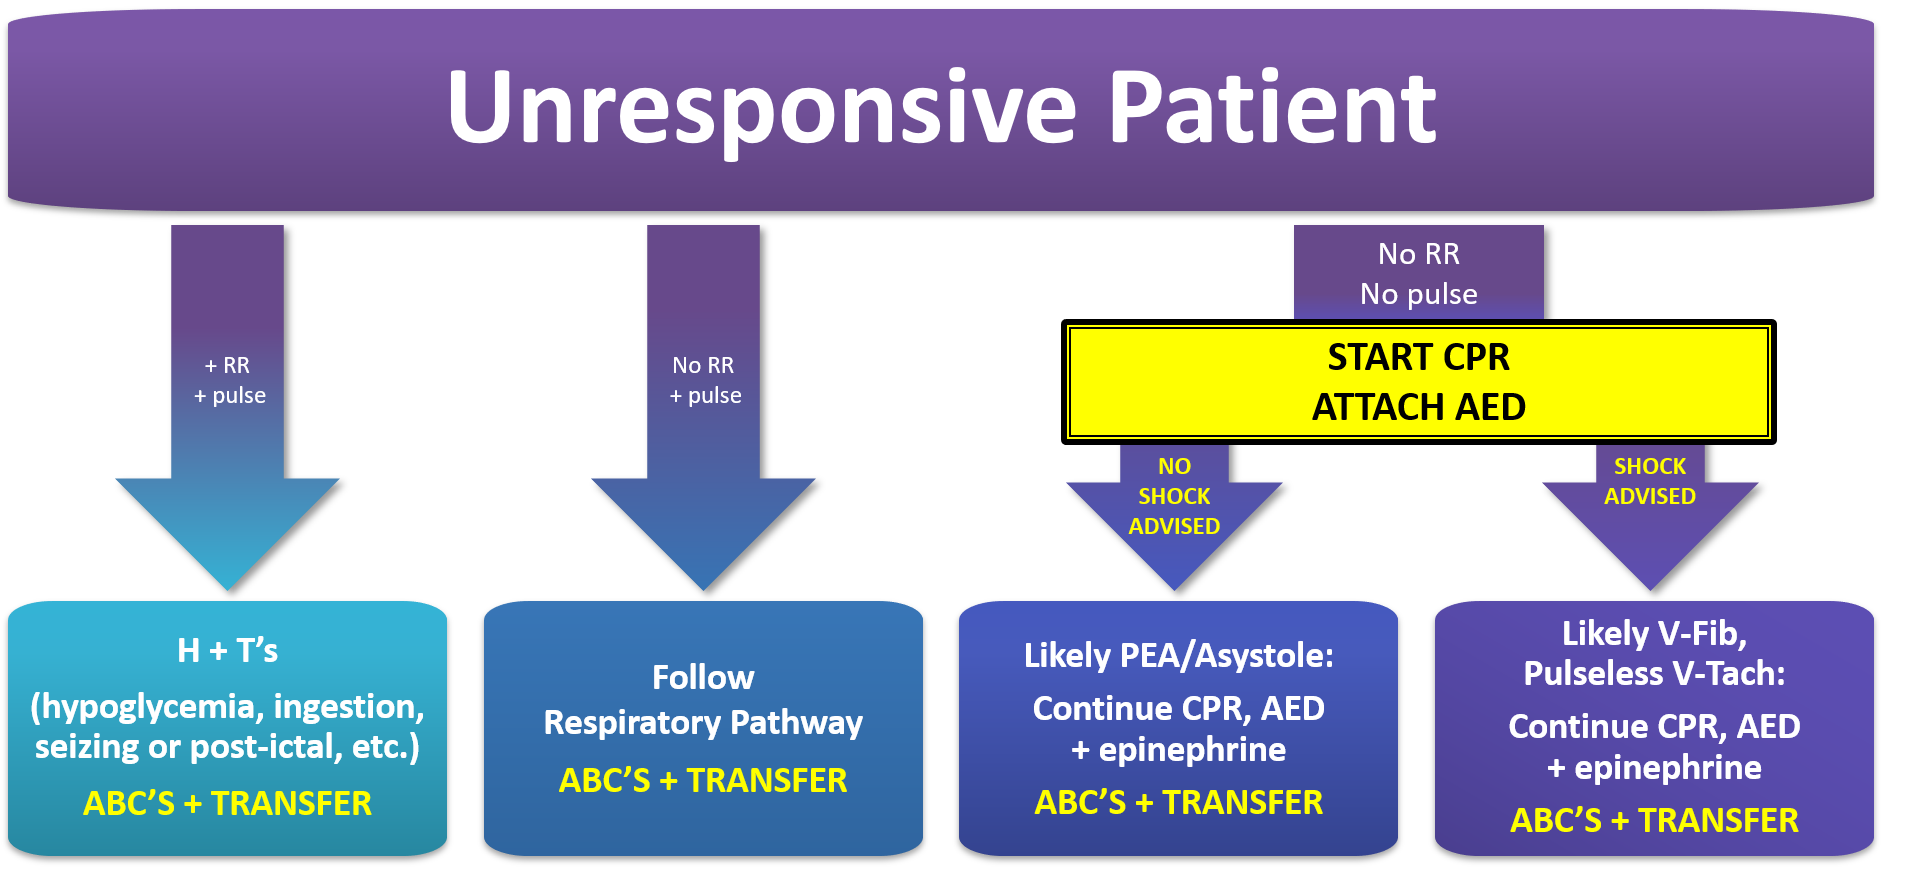 Unresponsive Patient
+ RR
+ pulse
No RR
+ pulse
No RR
No pulse
START CPR
ATTACH AED
NO
SHOCK
ADVISED
SHOCK
ADVISED
H + T’s
(hypoglycemia, ingestion,
seizing or post-ictal, etc.)
ABC’S + TRANSFER
Follow
Respiratory Pathway
ABC’S + TRANSFER
Likely PEA/Asystole:
Continue CPR, AED
+ epinephrine
ABC’S + TRANSFER
Likely V-Fib,
Pulseless V-Tach:
Continue CPR, AED
+ epinephrine
ABC’S + TRANSFER